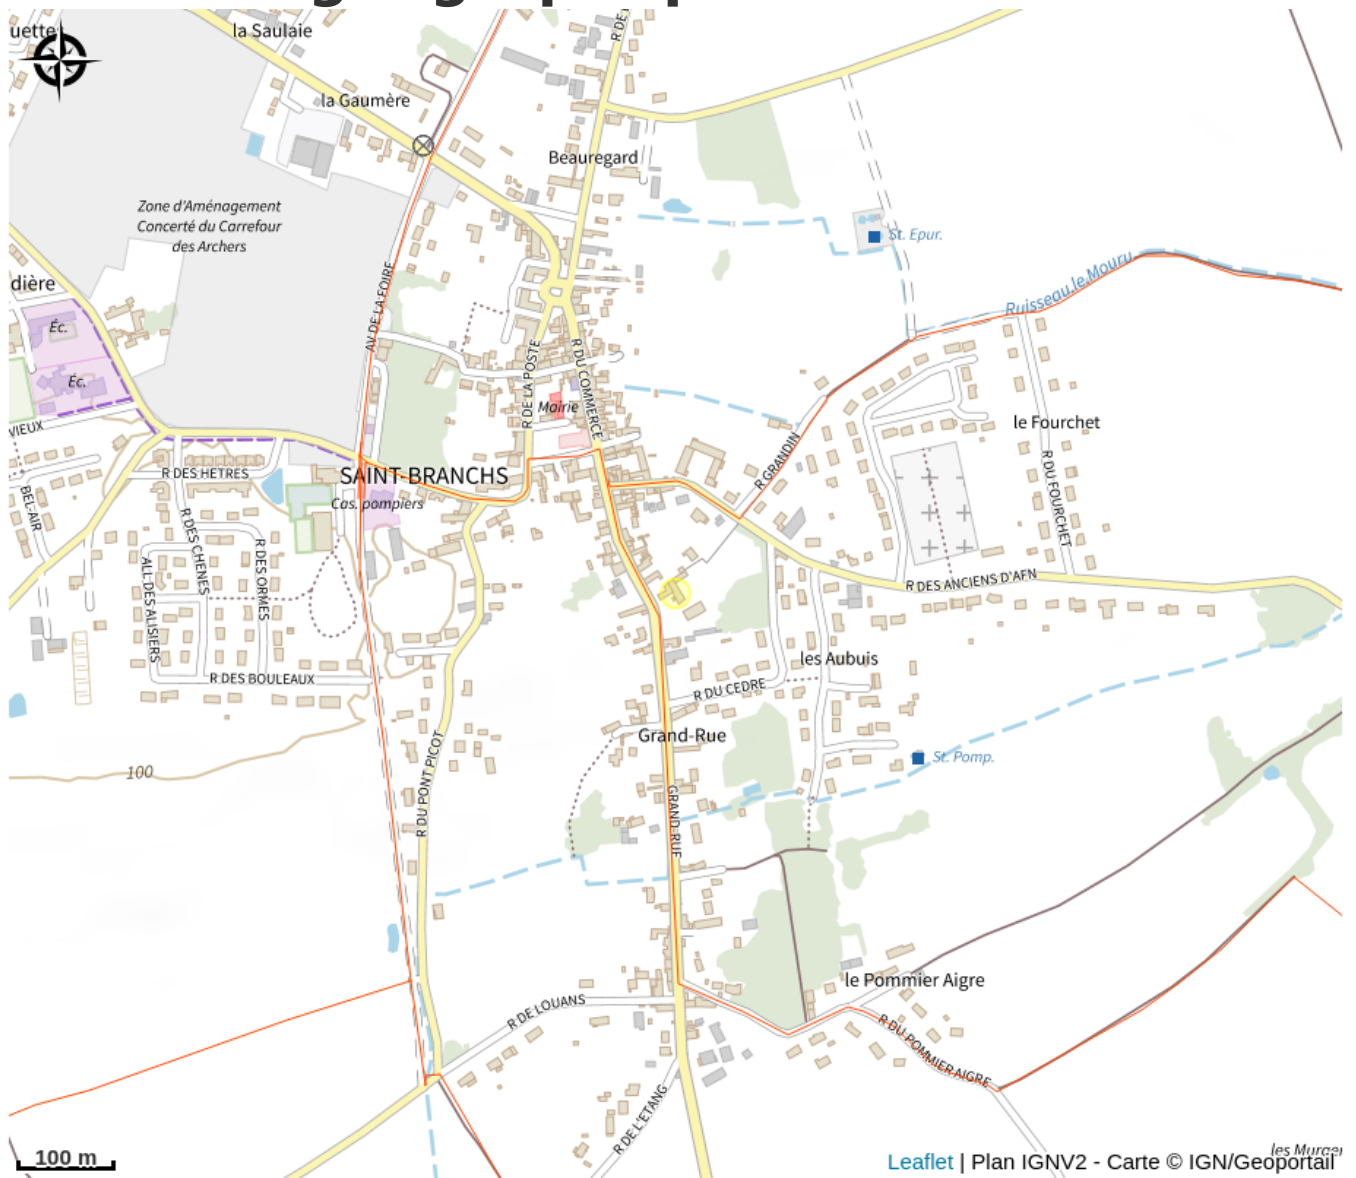 uette
la Saulaie
R DE
la Gaumère
Beauregard
Zone d'Aménagement
Concerté du Carrefour
des Archers
St. Epur.
Ruisseau le Mouru
dière
AV DE LA FOIRE
Éc.
Éc.
R DE LA POSTE
R DU COMMERCE
Mairie
VIEUX
le Fourchet
R GRANDIN
R DES HETRES
SAINT-BRANCHS
Cas. pompiers
BEL-AIR
R DES CHENES
R DES ORMES
ALL DES ALISIERS
R DU FOURCHET
R DES ANCIENS D'AFN
les Aubuis
R DES BOULEAUX
R DU CEDRE
Grand-Rue
St. Pomp.
100
R DU PONT PICOT
GRAND-RUE
le Pommier Aigre
R DE LOUANS
R DU POMMIER AIGRE
R DE L'ETANG
les Murger
100 m
Leaflet | Plan IGNV2 - Carte © IGN/Geoportail